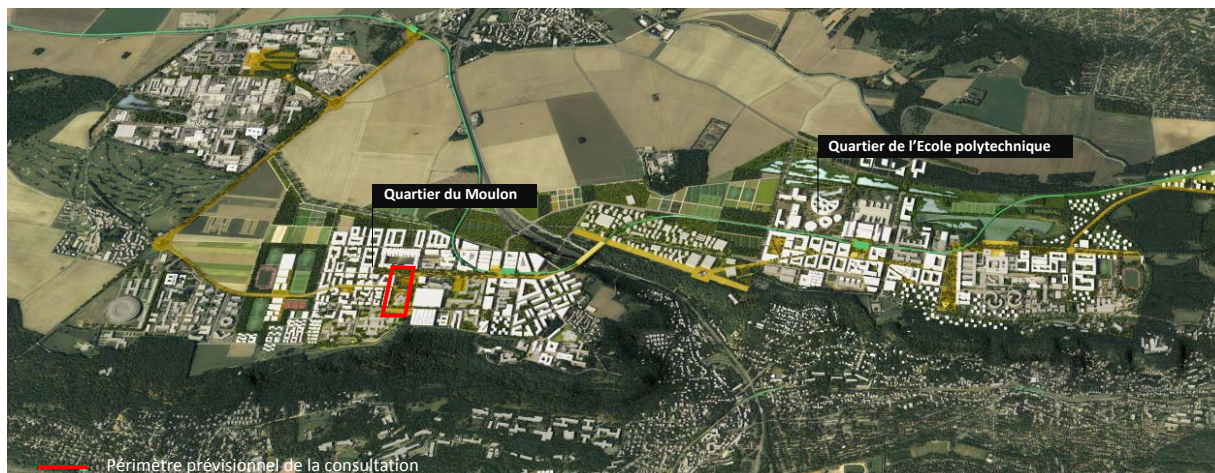 Quartier de l'Ecole polytechnique
Quartier du Moulon
Périmètre prévisionnel de la consultation